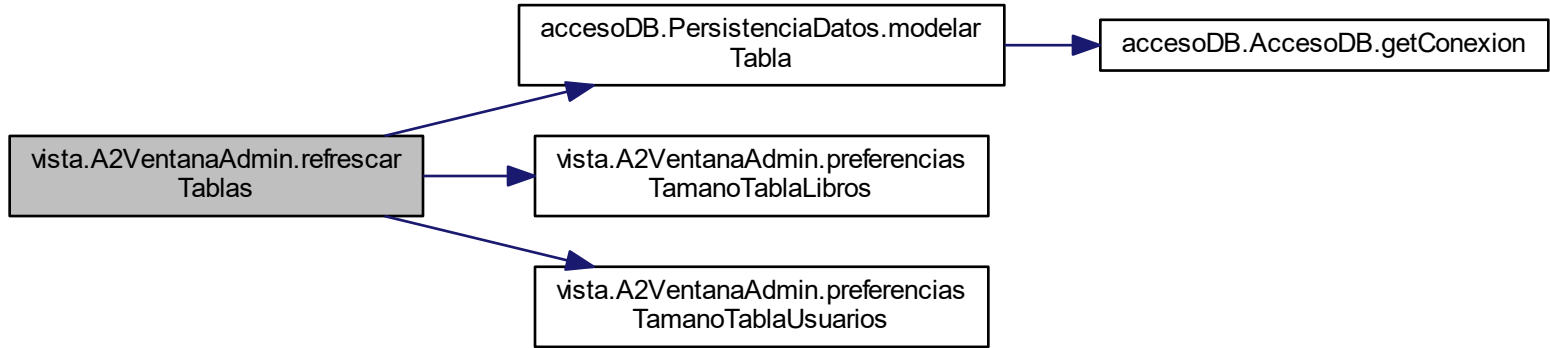 accesoDB.PersistenciaDatos.modelar
Tabla
accesoDB.AccesoDB.getConexion
vista.A2VentanaAdmin.refrescar
Tablas
vista.A2VentanaAdmin.preferencias
TamanoTablaLibros
vista.A2VentanaAdmin.preferencias
TamanoTablaUsuarios